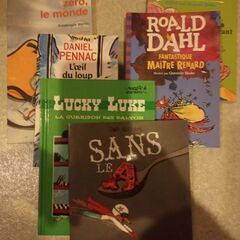 zéro,
le monde
DANIEL
PENNAC
L'œil du loup
ROALD
DAHL
FANTASTIQUE
MAÎTRE RENARD
LUCKY LUKE
LA GUÉRISON DES DALTON
SANS
LE
A